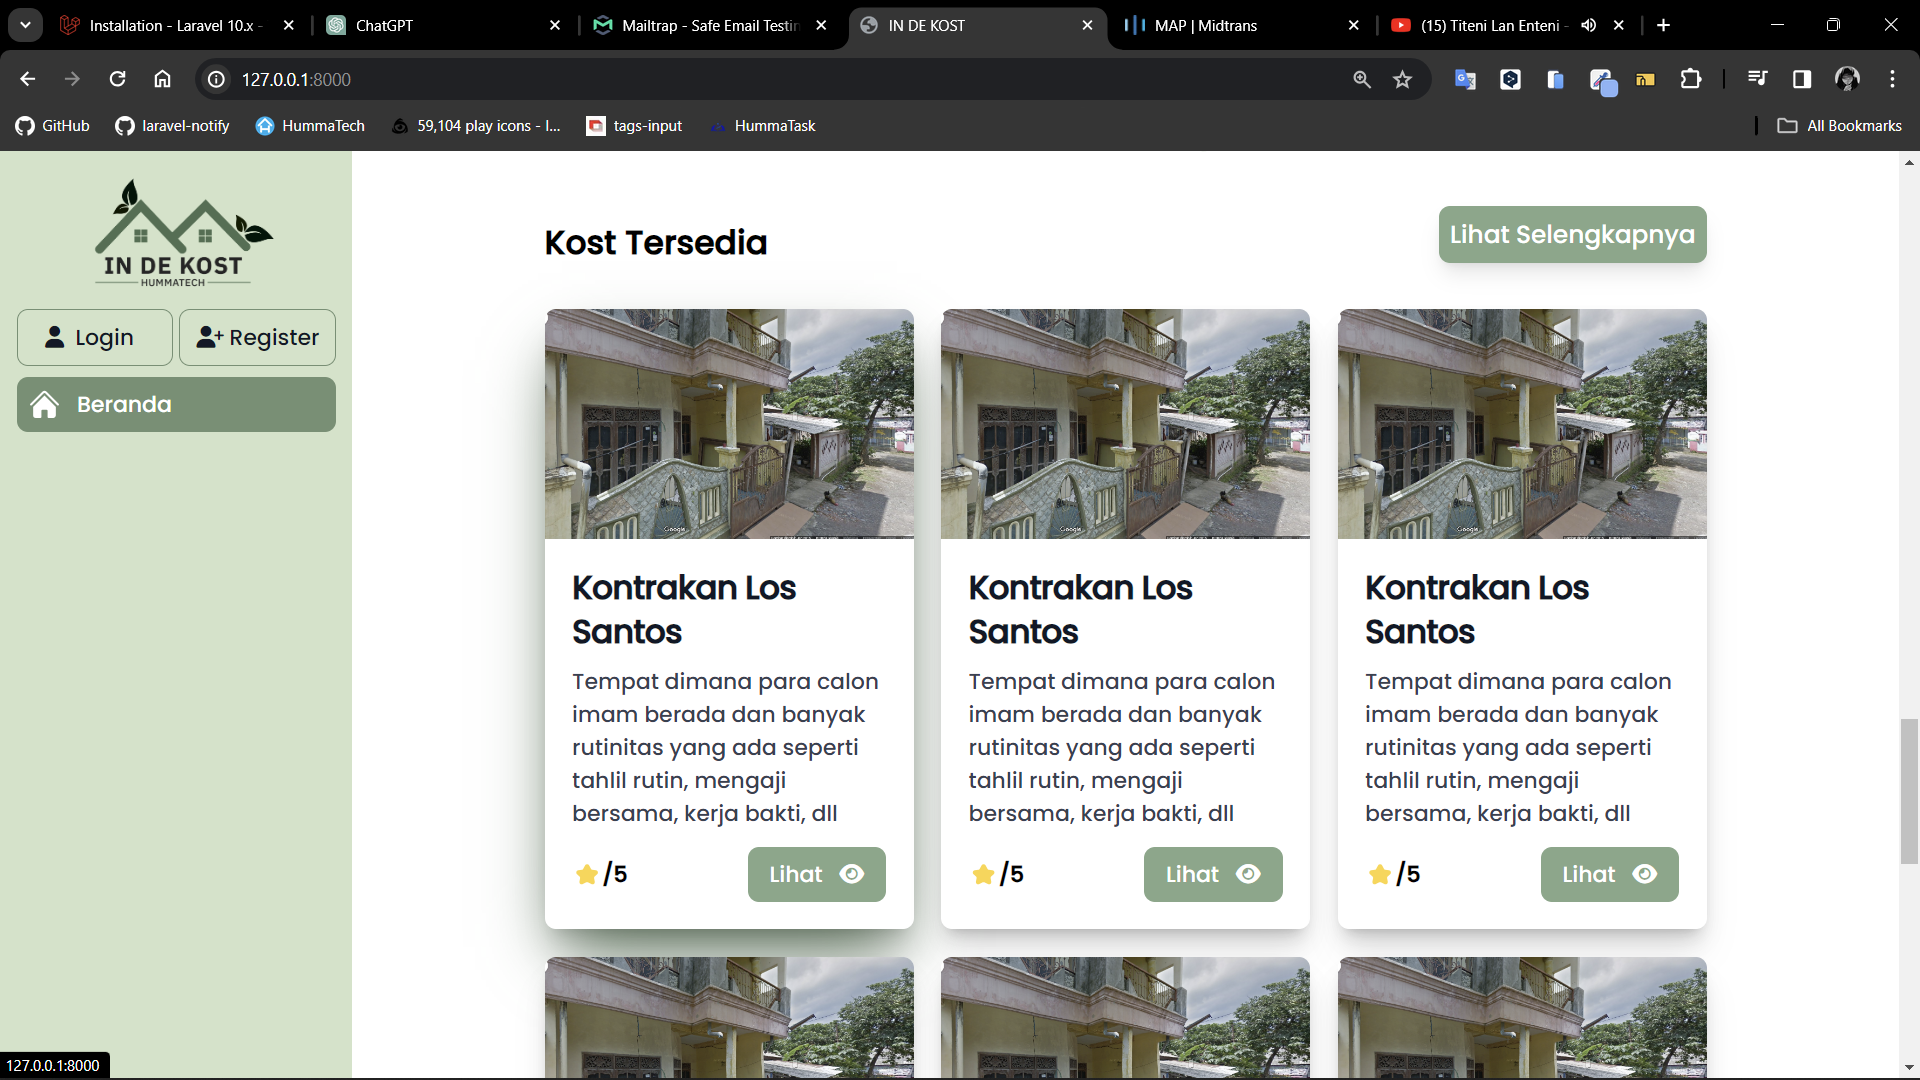 Installation - Laravel 10.x -
ChatGPT
Mailtrap - Safe Email Testin
IN DE KOST
MAP | Midtrans
(15) Titeni Lan Enteni -
127.0.0.1:8000
GitHub
laravel-notify
HummaTech
59,104 play icons - I...
tags-input
HummaTask
All Bookmarks
IN DE KOST
HUMMATECH
Login
Register
Beranda
Kost Tersedia
Lihat Selengkapnya
Google
Kontrakan Los
Santos
Tempat dimana para calon
imam berada dan banyak
rutinitas yang ada seperti
tahlil rutin, mengaji
bersama, kerja bakti, dll
/5
Lihat
Google
Kontrakan Los
Santos
Tempat dimana para calon
imam berada dan banyak
rutinitas yang ada seperti
tahlil rutin, mengaji
bersama, kerja bakti, dll
/5
Lihat
Google
Kontrakan Los
Santos
Tempat dimana para calon
imam berada dan banyak
rutinitas yang ada seperti
tahlil rutin, mengaji
bersama, kerja bakti, dll
/5
Lihat
127.0.0.1:8000